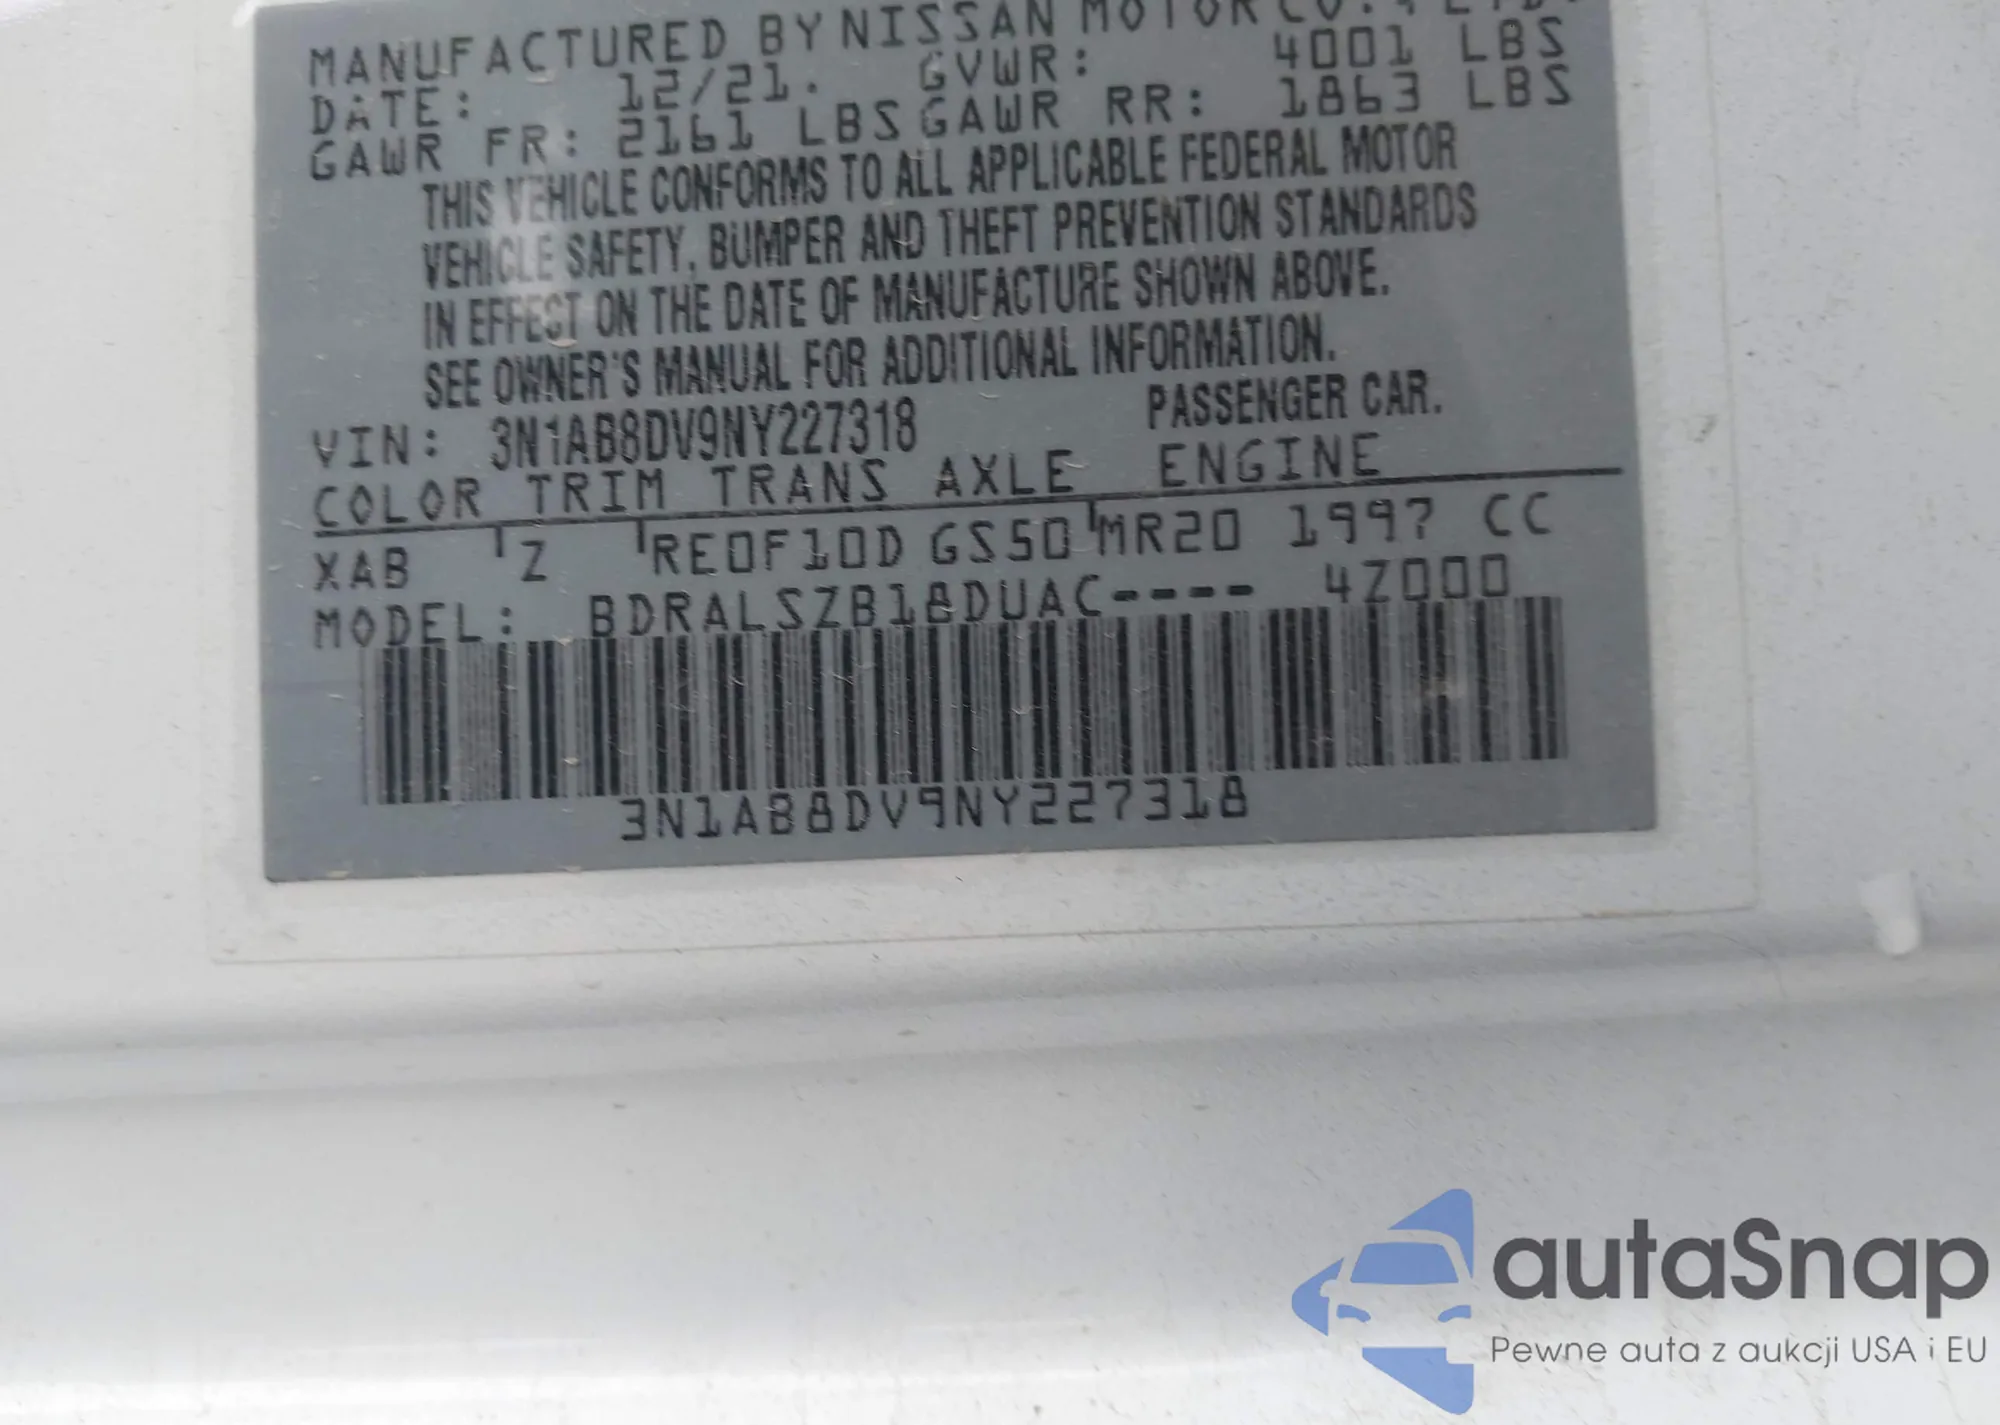 MANUFACTURED BY NISSAN MOTOR CO., LTD.
DATE: 12/21. GVWR: 4001 LBS
GAWR FR: 2161 LBS GAWR RR: 1863 LBS
THIS VEHICLE CONFORMS TO ALL APPLICABLE FEDERAL MOTOR
VEHICLE SAFETY, BUMPER AND THEFT PREVENTION STANDARDS
IN EFFECT ON THE DATE OF MANUFACTURE SHOWN ABOVE.
SEE OWNER'S MANUAL FOR ADDITIONAL INFORMATION.
VIN: 3N1AB8DV9NY227318 PASSENGER CAR.
COLOR TRIM TRANS AXLE ENGINE
XAB Z RE0F10D GS50 MR20 1997 CC
MODEL: BDRALSZB18DUAC---- 4Z000
3N1AB8DV9NY227318
autaSnap
Pewne auta z aukcji USA i EU